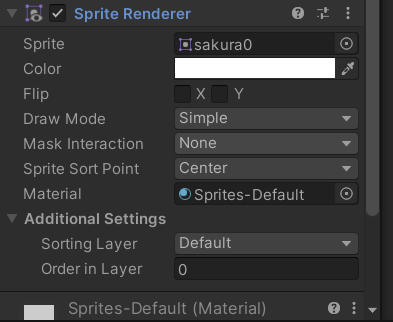 Sprite Renderer
Sprite sakura0
Color
Flip X Y
Draw Mode Simple
Mask Interaction None
Sprite Sort Point Center
Material Sprites-Default
Additional Settings
Sorting Layer Default
Order in Layer 0
Sprites-Default (Material)